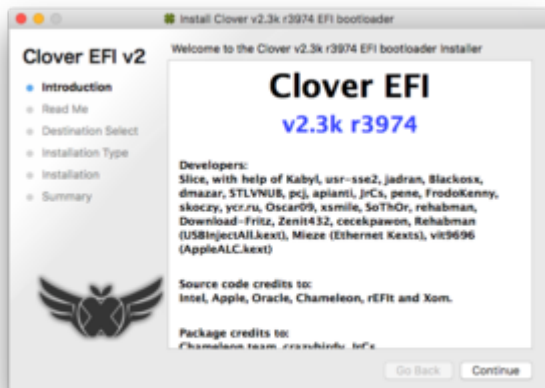 Install Clover v2.3k r3974 EFI bootloader
Clover EFI v2
Introduction
Read Me
Destination Select
Installation Type
Installation
Summary
Welcome to the Clover v2.3k r3974 EFI bootloader Installer
Clover EFI
v2.3k r3974
Developers:
Slice, with help of Kabyl, usr-sse2, jadran, Blackosx,
dmazar, STLVNUB, pcj, apianti, JrCs, pene, FrodoKenny,
skoczy, ycr.ru, Oscar09, xsmile, SoThOr, rehabman,
Download-Fritz, Zenit432, cecekpawon, Rehabman
(USBInjectAll.kext), Mieze (Ethernet Kexts), vit9696
(AppleALC.kext)
Source code credits to:
Intel, Apple, Oracle, Chameleon, rEFIt and Xom.
Package credits to:
Chameleon team, crazybirdy, JrCs
Go Back
Continue